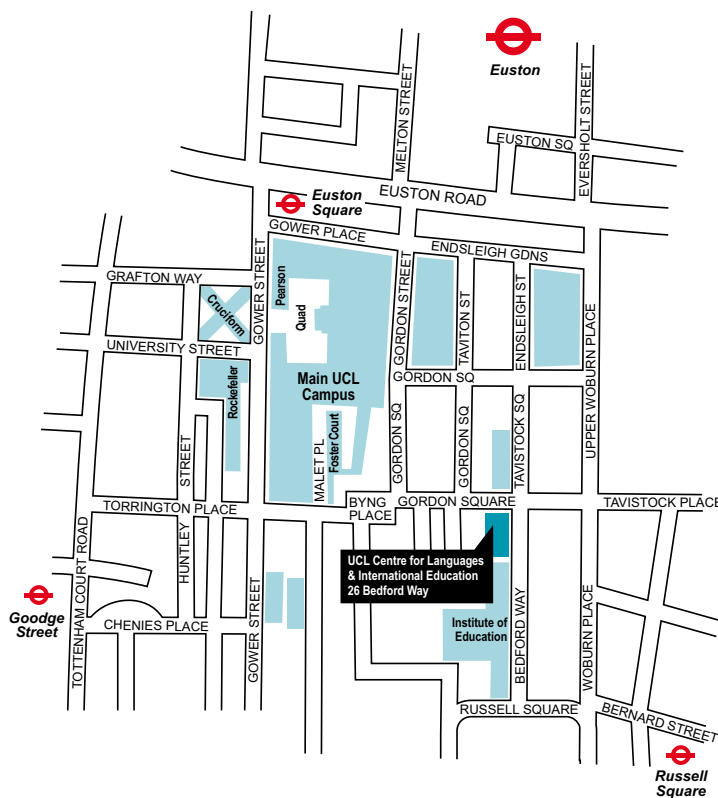 Euston
MELTON STREET
EUSTON SQ
EVERSHOLT STREET
Euston
Square
EUSTON ROAD
GOWER PLACE
ENDSLEIGH GDNS
GRAFTON WAY
GOWER STREET
Pearson
Quad
Cruciform
GORDON STREET
TAVITON ST
ENDSLEIGH ST
UPPER WOBURN PLACE
UNIVERSITY STREET
Main UCL
Campus
GORDON SQ
Rockefeller
MALET PL
Foster Court
GORDON SQ
GORDON SQ
TAVISTOCK SQ
HUNTLEY STREET
TORRINGTON PLACE
BYNG
PLACE
GORDON SQUARE
TAVISTOCK PLACE
UCL Centre for Languages
& International Education
26 Bedford Way
TOTTENHAM COURT ROAD
Goodge
Street
CHENIES PLACE
GOWER STREET
Institute of
Education
BEDFORD WAY
WOBURN PLACE
RUSSELL SQUARE
BERNARD STREET
Russell
Square